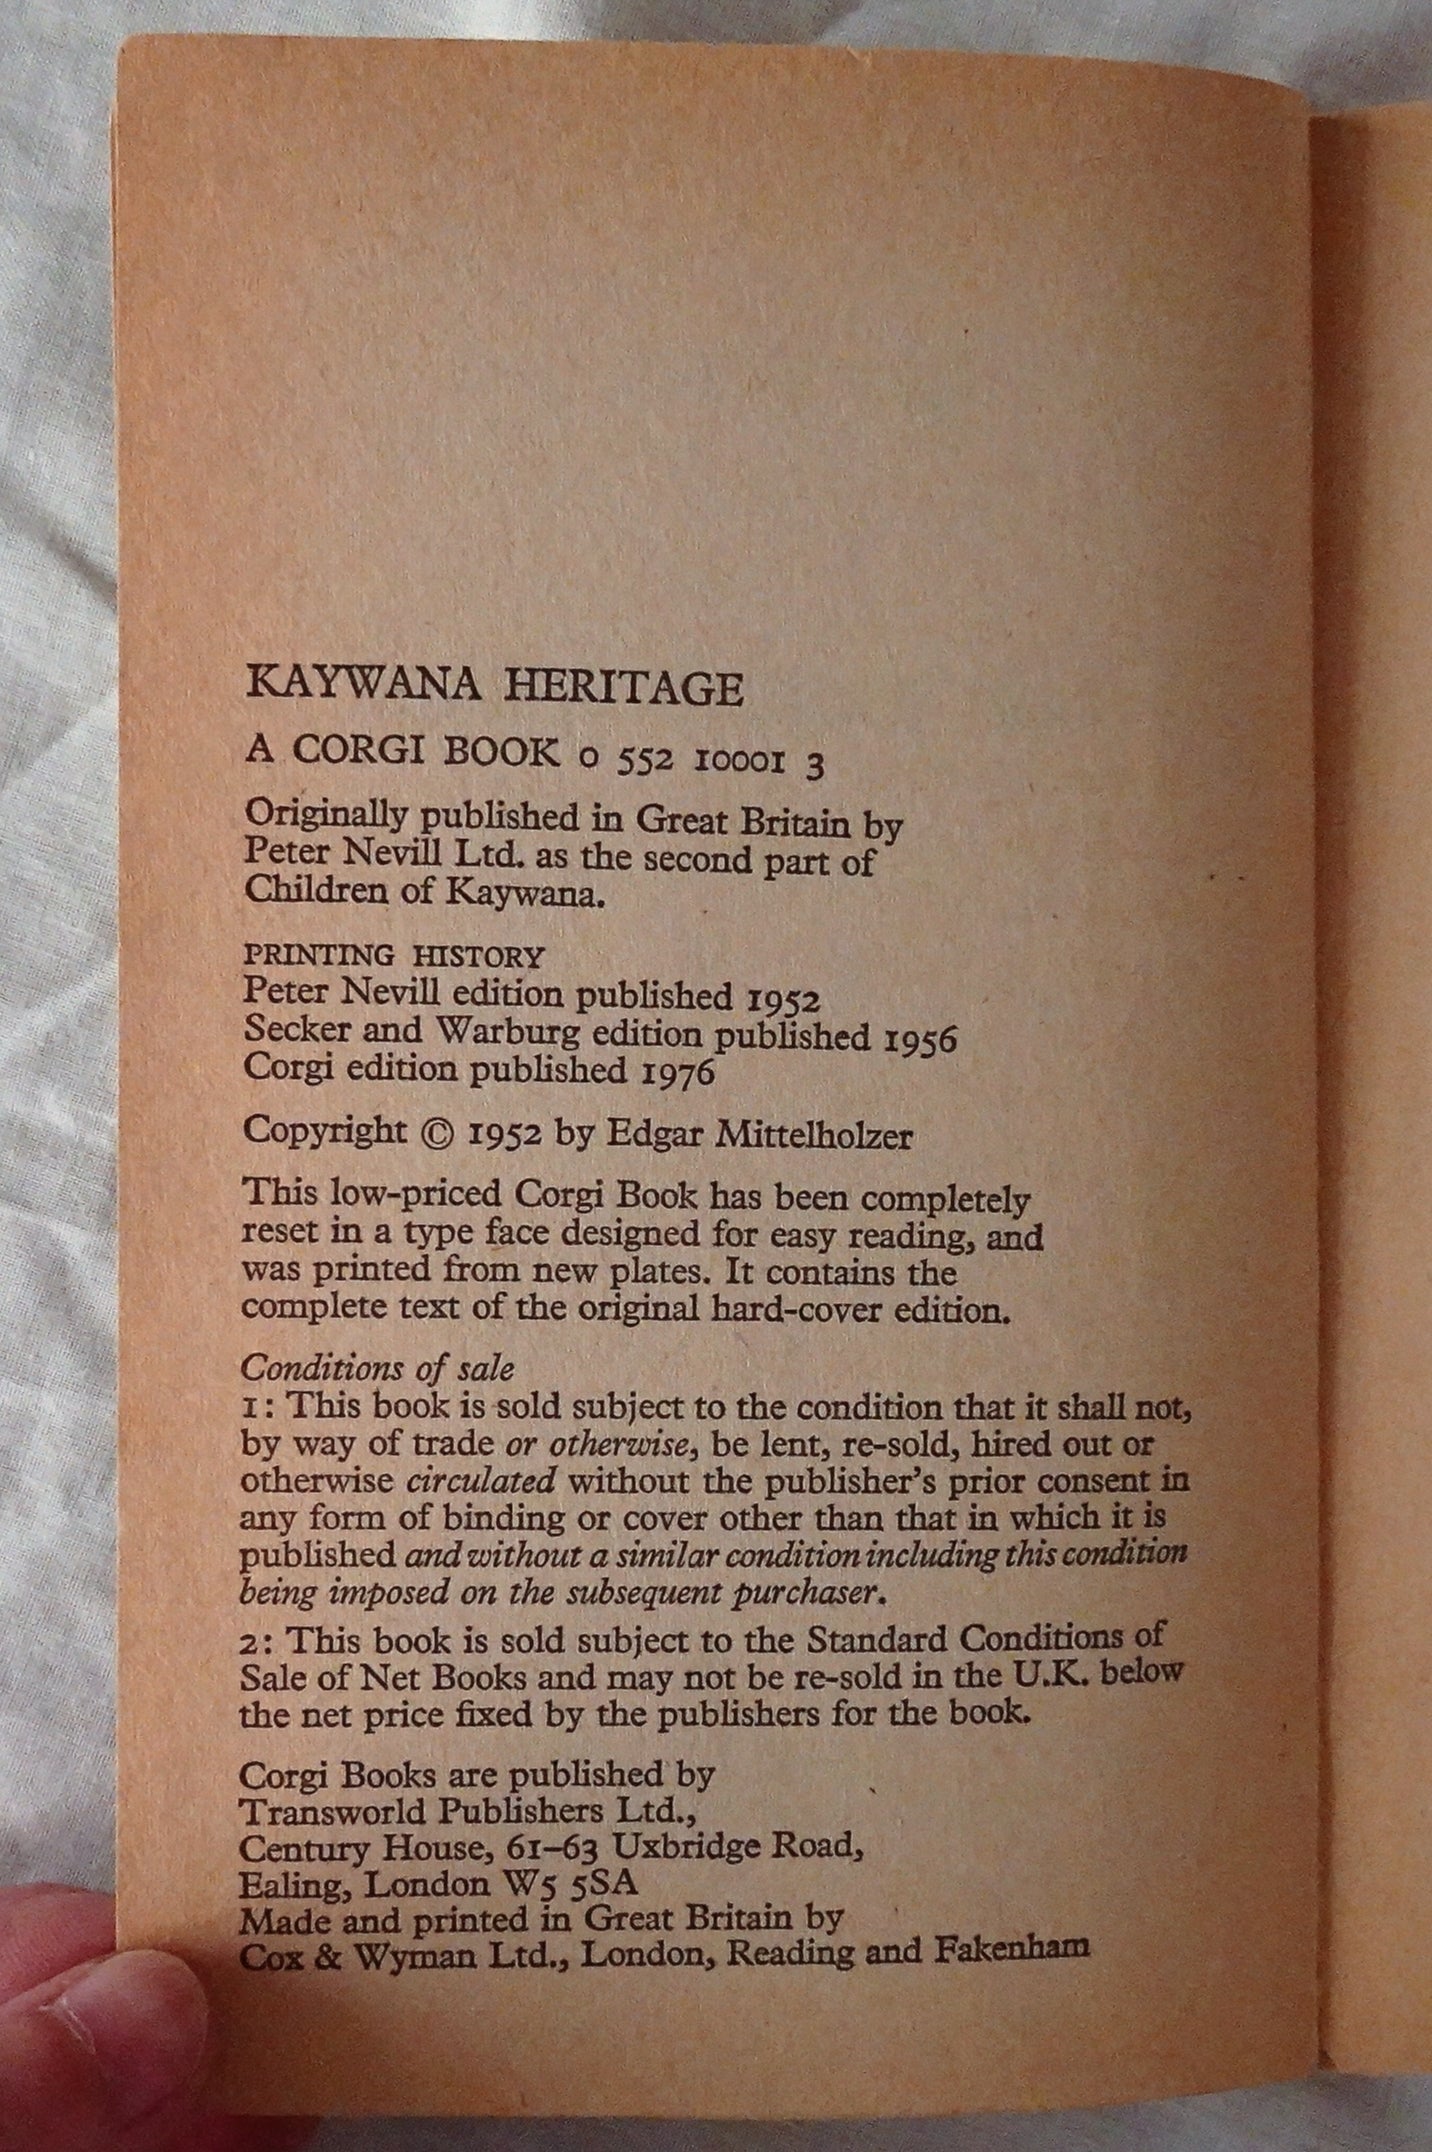 KAYWANA HERITAGE
A CORGI BOOK 0 552 10001 3
Originally published in Great Britain by
Peter Nevill Ltd. as the second part of
Children of Kaywana.
PRINTING HISTORY
Peter Nevill edition published 1952
Secker and Warburg edition published 1956
Corgi edition published 1976
Copyright © 1952 by Edgar Mittelholzer
This low-priced Corgi Book has been completely
reset in a type face designed for easy reading, and
was printed from new plates. It contains the
complete text of the original hard-cover edition.
Conditions of sale
1: This book is sold subject to the condition that it shall not,
by way of trade or otherwise, be lent, re-sold, hired out or
otherwise circulated without the publisher's prior consent in
any form of binding or cover other than that in which it is
published and without a similar condition including this condition
being imposed on the subsequent purchaser.
2: This book is sold subject to the Standard Conditions of
Sale of Net Books and may not be re-sold in the U.K. below
the net price fixed by the publishers for the book.
Corgi Books are published by
Transworld Publishers Ltd.,
Century House, 61–63 Uxbridge Road,
Ealing, London W5 5SA
Made and printed in Great Britain by
Cox & Wyman Ltd., London, Reading and Fakenham